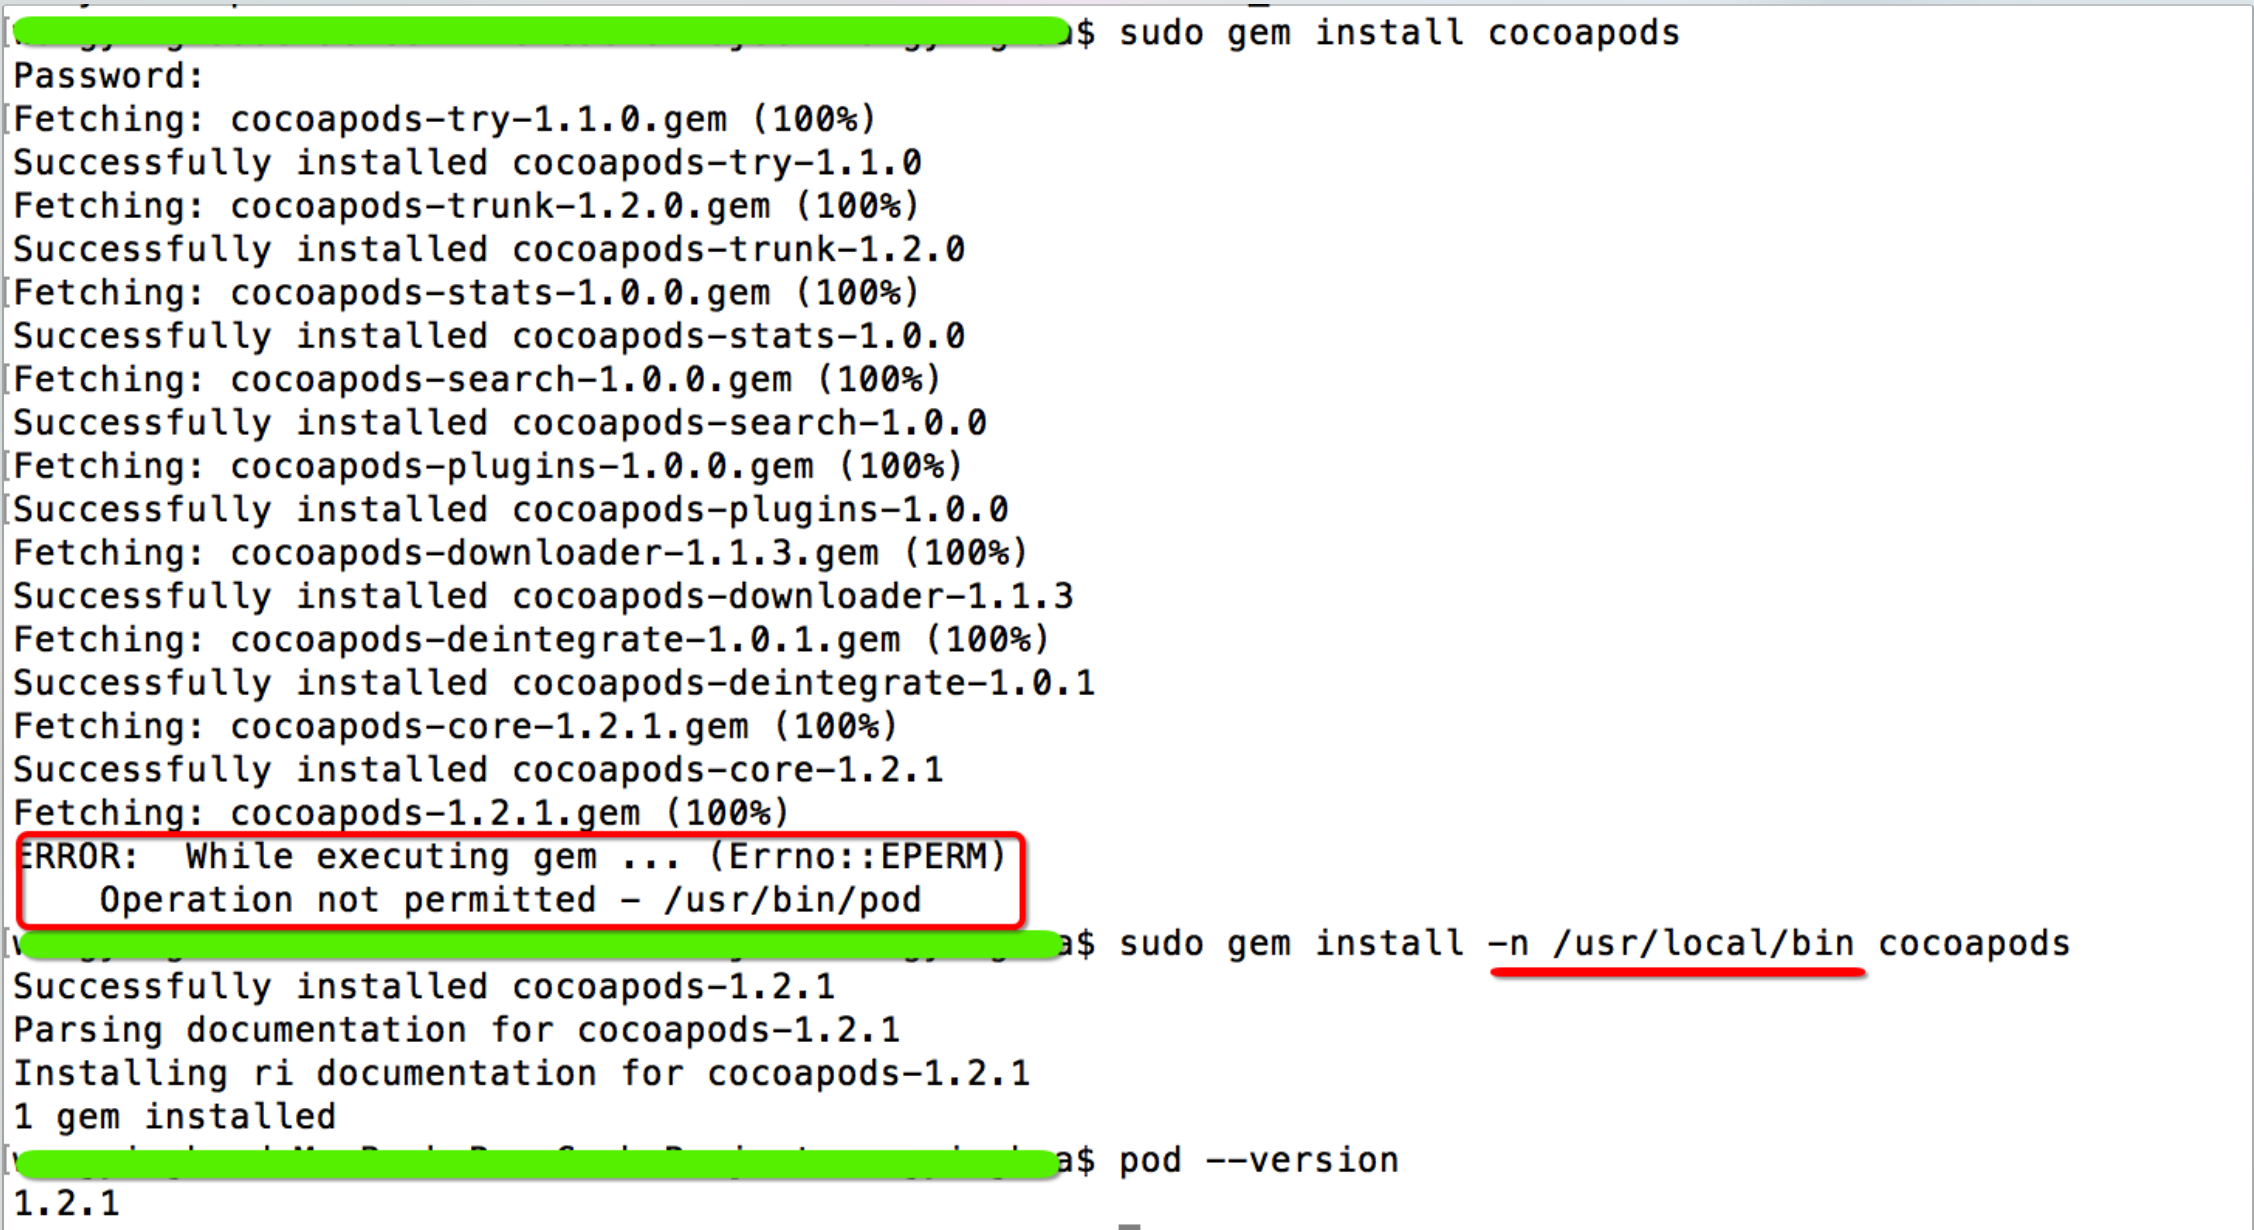 $ sudo gem install cocoapods
Password:
Fetching: cocoapods-try-1.1.0.gem (100%)
Successfully installed cocoapods-try-1.1.0
Fetching: cocoapods-trunk-1.2.0.gem (100%)
Successfully installed cocoapods-trunk-1.2.0
Fetching: cocoapods-stats-1.0.0.gem (100%)
Successfully installed cocoapods-stats-1.0.0
Fetching: cocoapods-search-1.0.0.gem (100%)
Successfully installed cocoapods-search-1.0.0
Fetching: cocoapods-plugins-1.0.0.gem (100%)
Successfully installed cocoapods-plugins-1.0.0
Fetching: cocoapods-downloader-1.1.3.gem (100%)
Successfully installed cocoapods-downloader-1.1.3
Fetching: cocoapods-deintegrate-1.0.1.gem (100%)
Successfully installed cocoapods-deintegrate-1.0.1
Fetching: cocoapods-core-1.2.1.gem (100%)
Successfully installed cocoapods-core-1.2.1
Fetching: cocoapods-1.2.1.gem (100%)
ERROR:  While executing gem ... (Errno::EPERM)
    Operation not permitted - /usr/bin/pod
$ sudo gem install -n /usr/local/bin cocoapods
Successfully installed cocoapods-1.2.1
Parsing documentation for cocoapods-1.2.1
Installing ri documentation for cocoapods-1.2.1
1 gem installed
$ pod --version
1.2.1